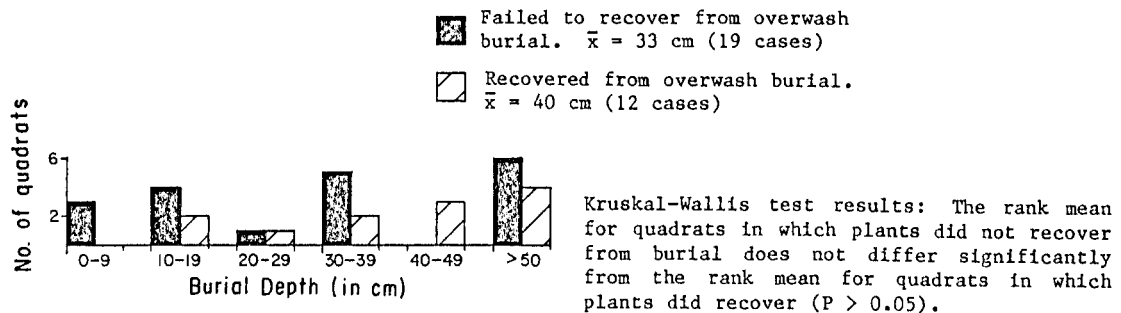 Failed to recover from overwash
burial. x̄ = 33 cm (19 cases)
Recovered from overwash burial.
x̄ = 40 cm (12 cases)
No. of quadrats
6
2
0-9 10-19 20-29 30-39 40-49 >50
Burial Depth (in cm)
Kruskal-Wallis test results: The rank mean
for quadrats in which plants did not recover
from burial does not differ significantly
from the rank mean for quadrats in which
plants did recover (P > 0.05).